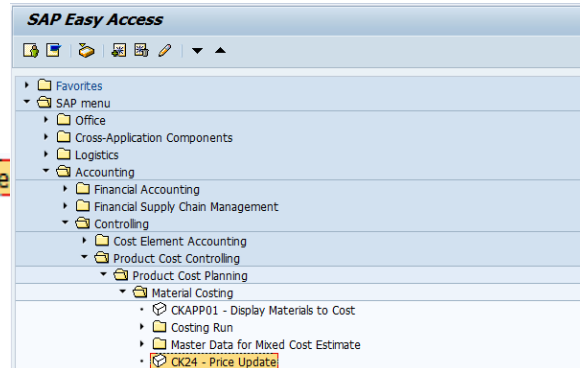 SAP Easy Access
Favorites
SAP menu
Office
Cross-Application Components
Logistics
Accounting
Financial Accounting
Financial Supply Chain Management
Controlling
Cost Element Accounting
Product Cost Controlling
Product Cost Planning
Material Costing
CKAPP01 - Display Materials to Cost
Costing Run
Master Data for Mixed Cost Estimate
CK24 - Price Update